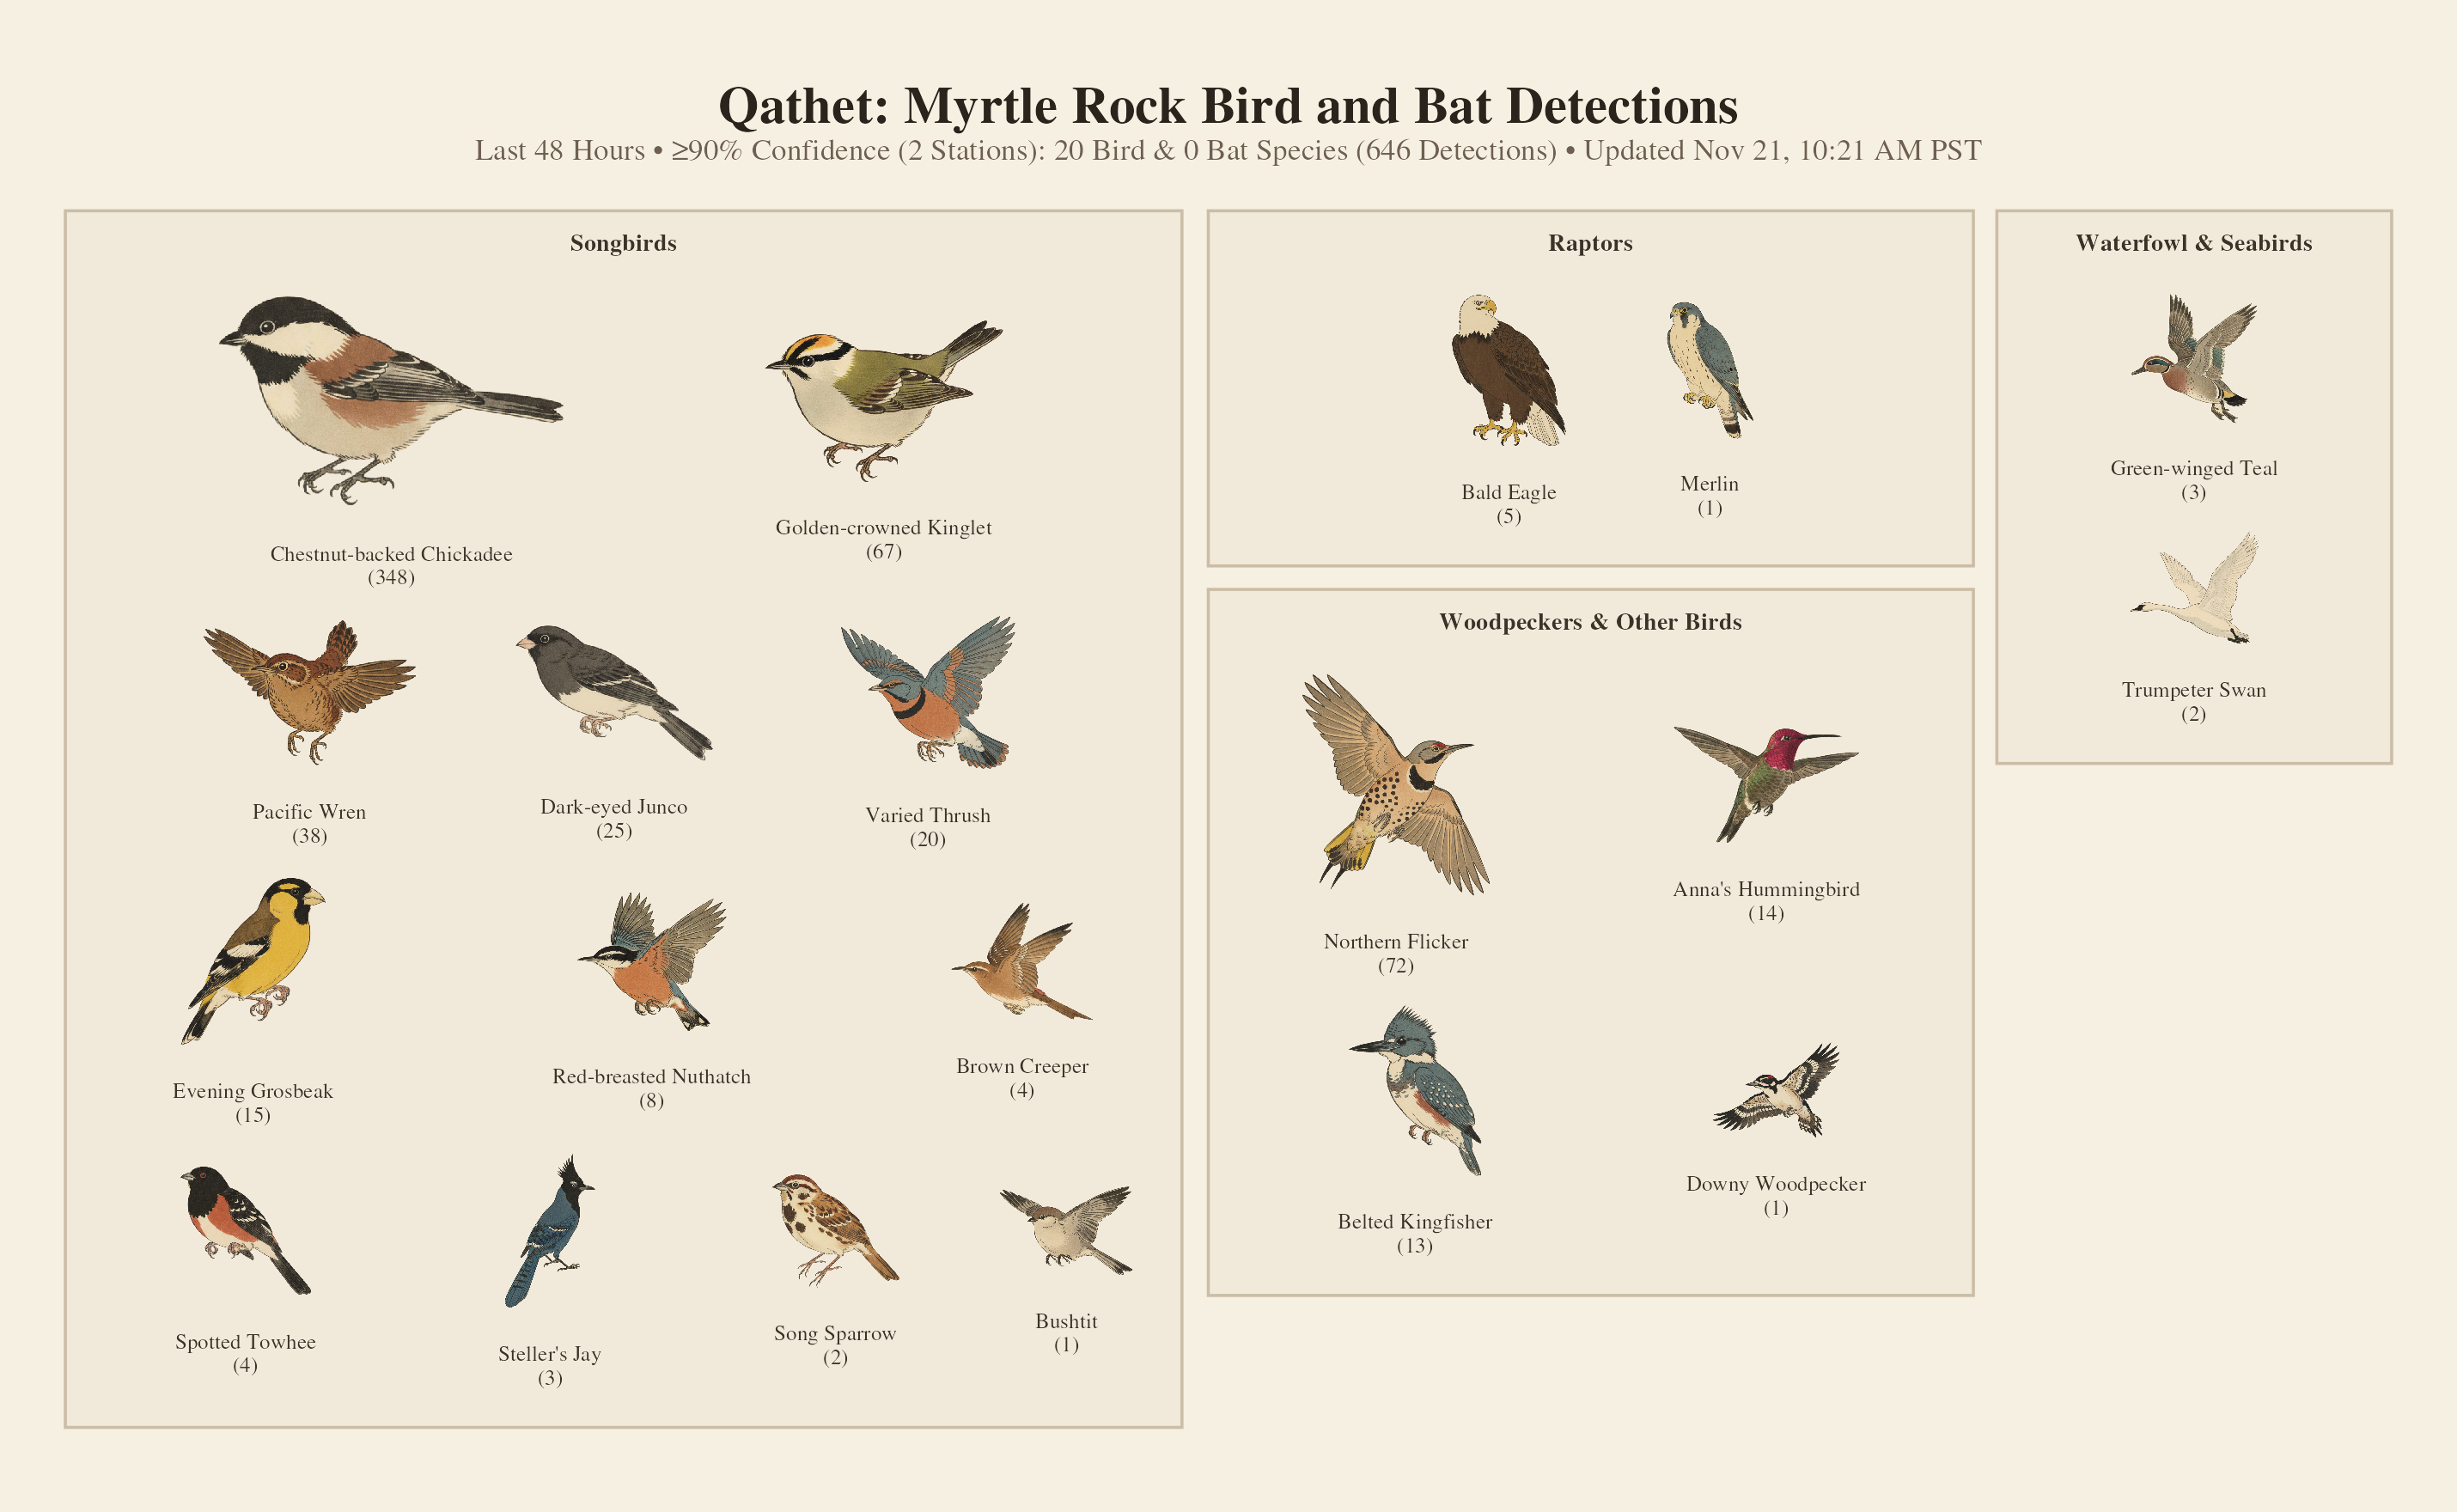 Qathet: Myrtle Rock Bird and Bat Detections
Last 48 Hours • ≥90% Confidence (2 Stations): 20 Bird & 0 Bat Species (646 Detections) • Updated Nov 21, 10:21 AM PST
Songbirds
Chestnut-backed Chickadee
(348)
Golden-crowned Kinglet
(67)
Pacific Wren
(38)
Dark-eyed Junco
(25)
Varied Thrush
(20)
Evening Grosbeak
(15)
Red-breasted Nuthatch
(8)
Brown Creeper
(4)
Spotted Towhee
(4)
Steller's Jay
(3)
Song Sparrow
(2)
Bushtit
(1)
Raptors
Bald Eagle
(5)
Merlin
(1)
Woodpeckers & Other Birds
Northern Flicker
(72)
Anna's Hummingbird
(14)
Belted Kingfisher
(13)
Downy Woodpecker
(1)
Waterfowl & Seabirds
Green-winged Teal
(3)
Trumpeter Swan
(2)